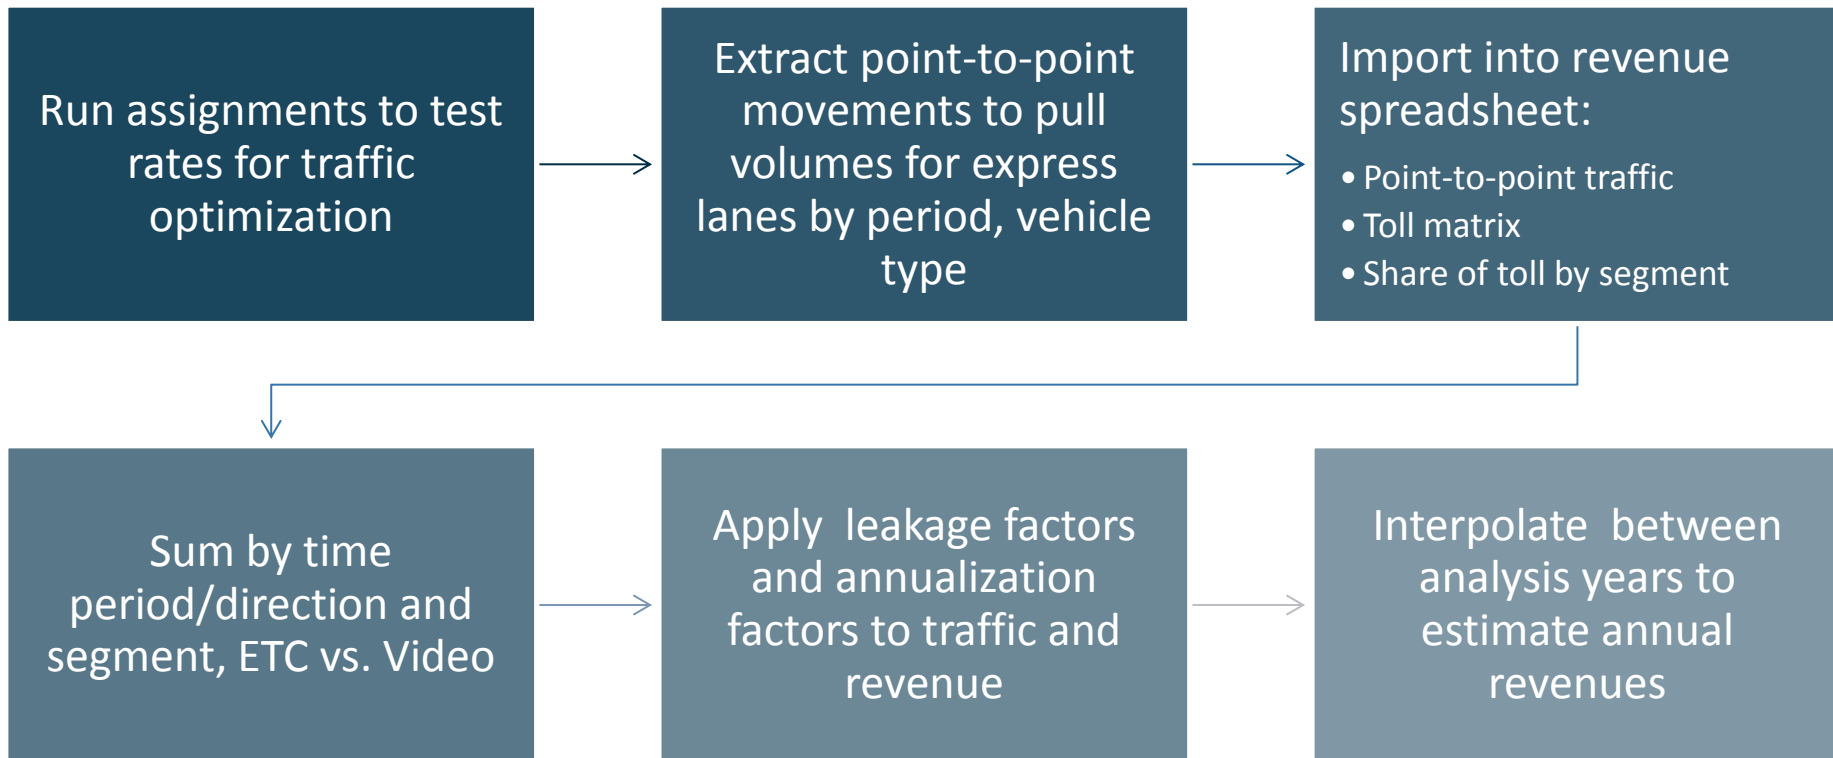 Run assignments to test
rates for traffic
optimization
Extract point-to-point
movements to pull
volumes for express
lanes by period, vehicle
type
Import into revenue
spreadsheet:
• Point-to-point traffic
• Toll matrix
• Share of toll by segment
Sum by time
period/direction and
segment, ETC vs. Video
Apply  leakage factors
and annualization
factors to traffic and
revenue
Interpolate  between
analysis years to
estimate annual
revenues